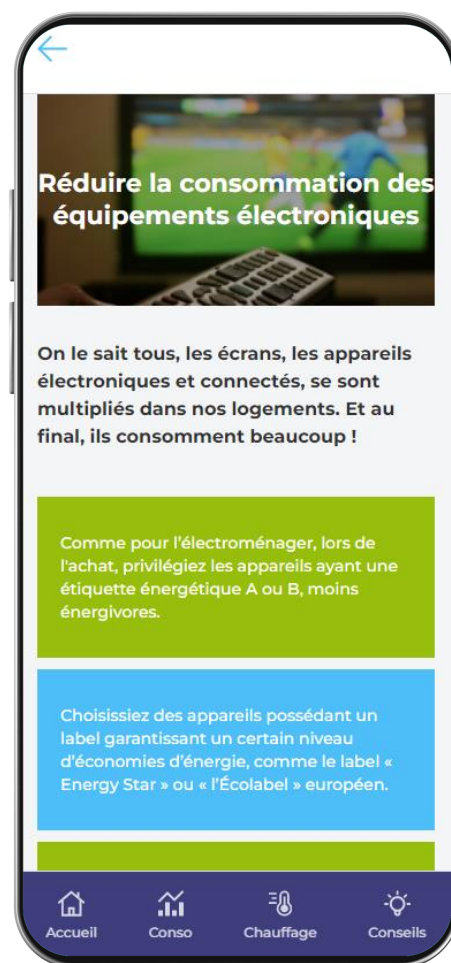 Réduire la consommation des
équipements électroniques
On le sait tous, les écrans, les appareils
électroniques et connectés, se sont
multipliés dans nos logements. Et au
final, ils consomment beaucoup !
Comme pour l'électroménager, lors de
l'achat, privilégiez les appareils ayant une
étiquette énergétique A ou B, moins
énergivores.
Choisissiez des appareils possédant un
label garantissant un certain niveau
d'économies d'énergie, comme le label «
Energy Star » ou « l'Écolabel » européen.
Accueil
Conso
Chauffage
Conseils